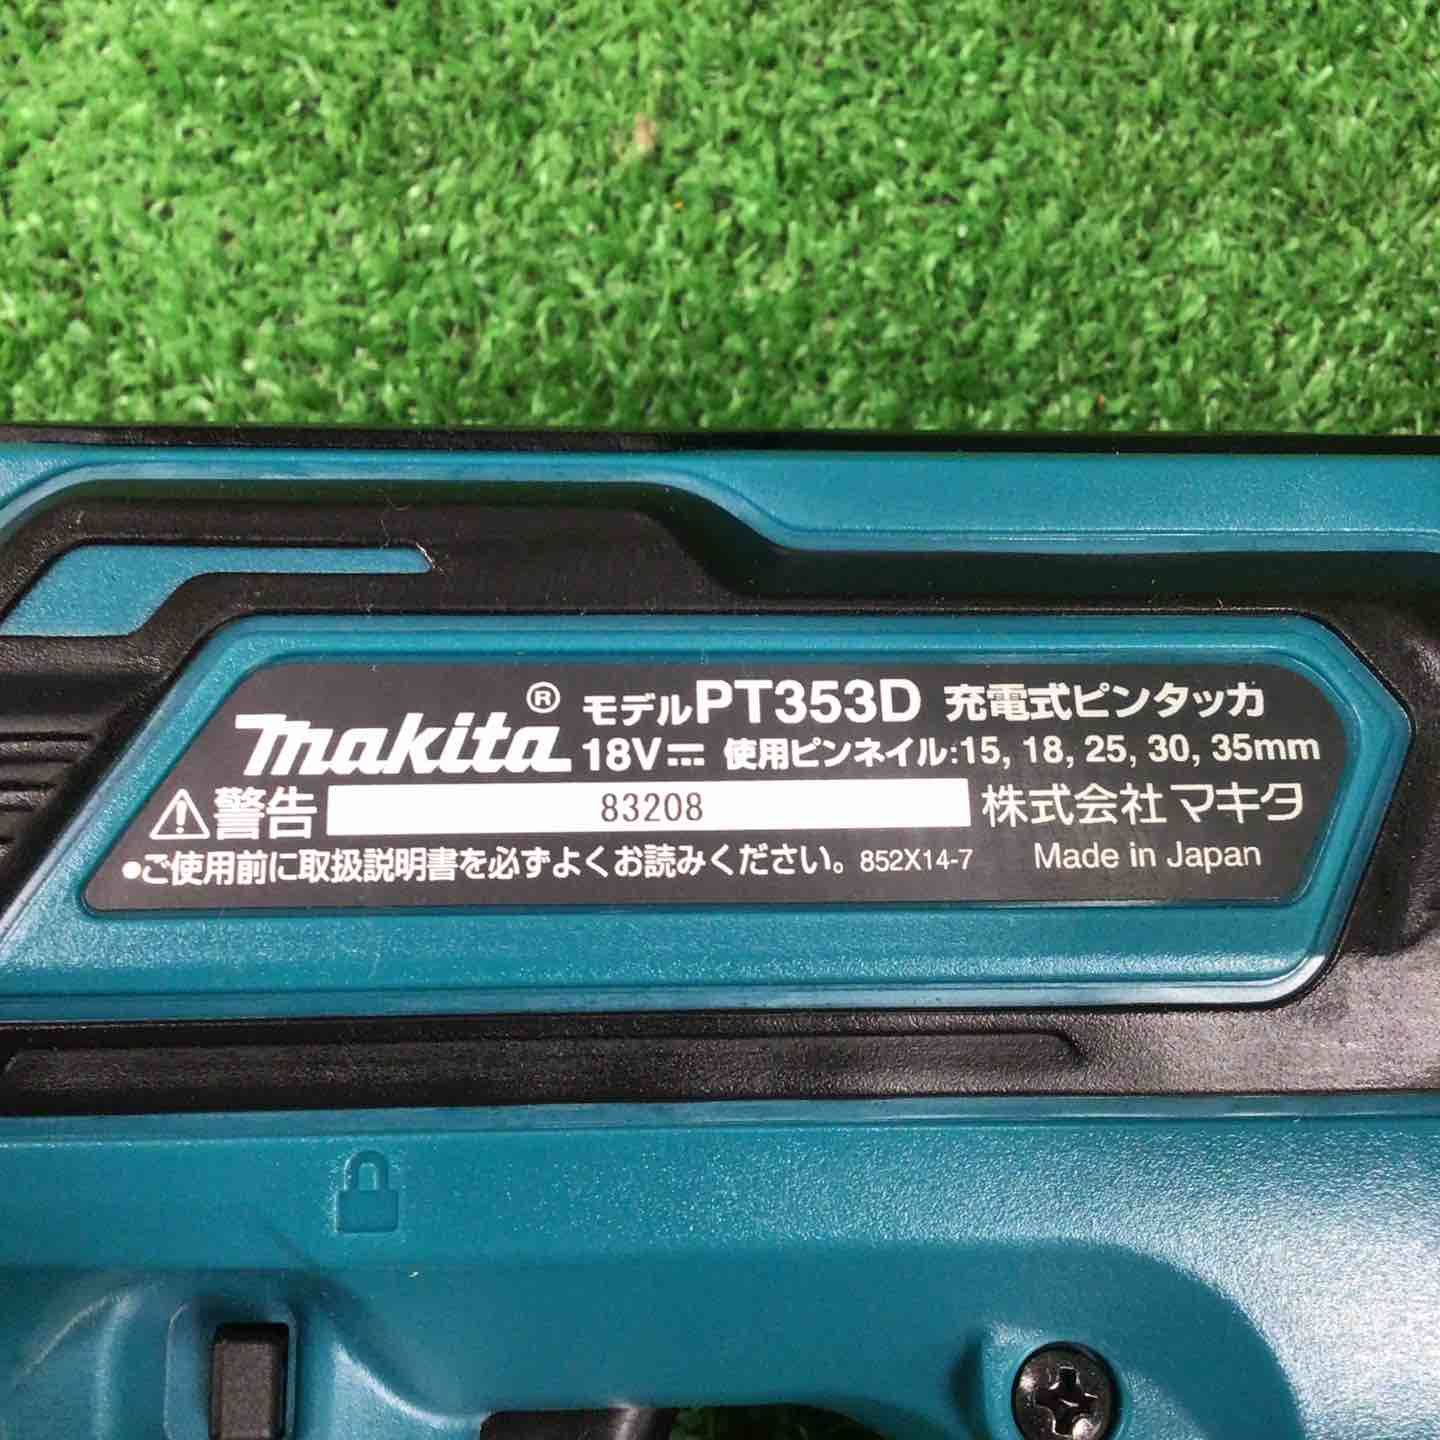 makita® モデルPT353D 充電式ピンタッカ
18V⎓ 使用ピンネイル:15, 18, 25, 30, 35mm
⚠警告 83208 株式会社マキタ
●ご使用前に取扱説明書を必ずよくお読みください。852X14-7 Made in Japan